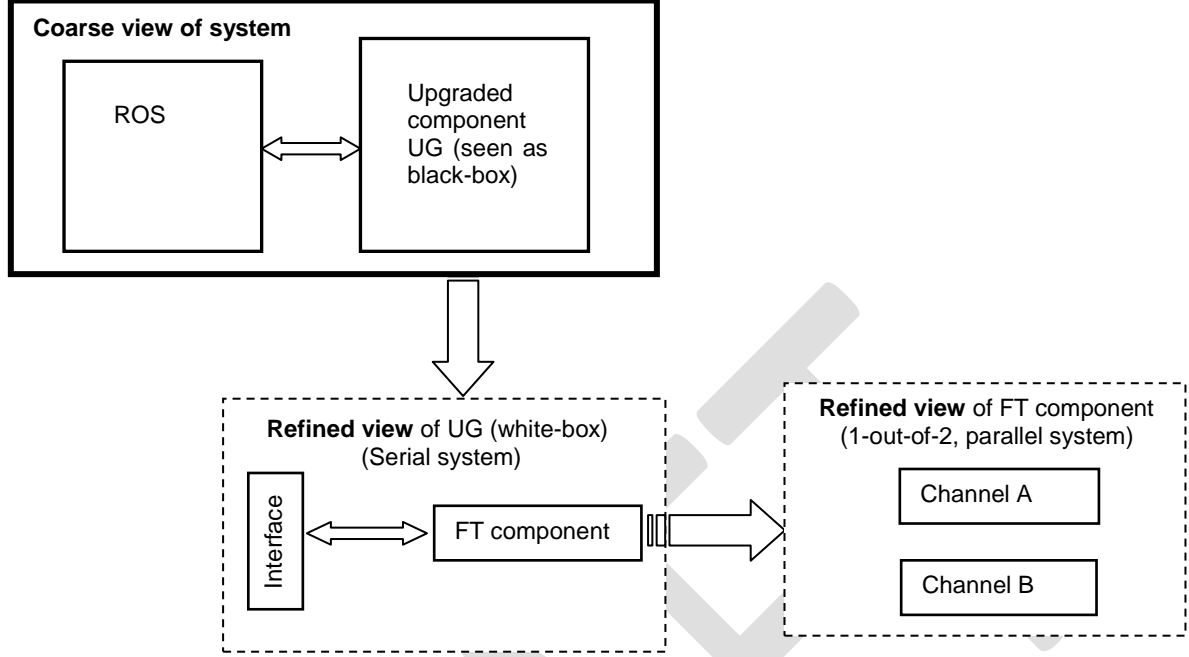 Coarse view of system
ROS
Upgraded
component
UG (seen as
black-box)
Refined view of UG (white-box)
(Serial system)
Interface
FT component
Refined view of FT component
(1-out-of-2, parallel system)
Channel A
Channel B